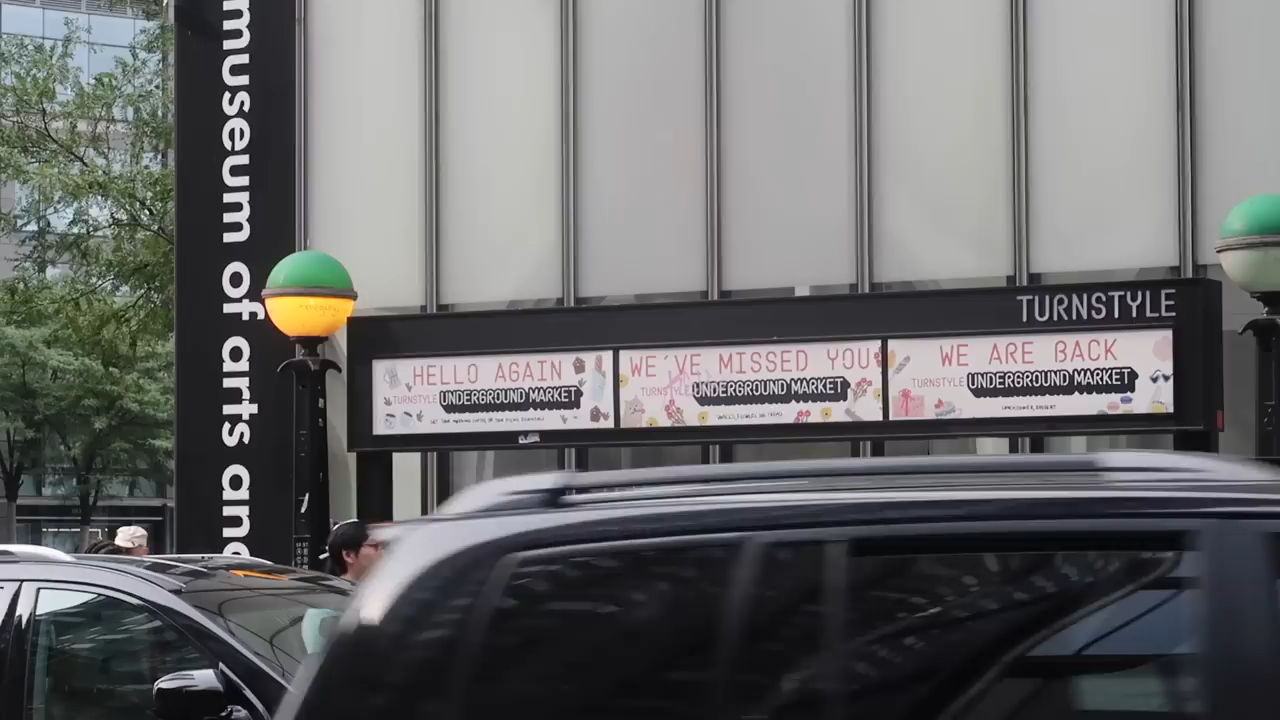 museum of arts and
TURNSTYLE
HELLO AGAIN
TURNSTYLE UNDERGROUND MARKET
WE'VE MISSED YOU
TURNSTYLE UNDERGROUND MARKET
WE ARE BACK
TURNSTYLE UNDERGROUND MARKET